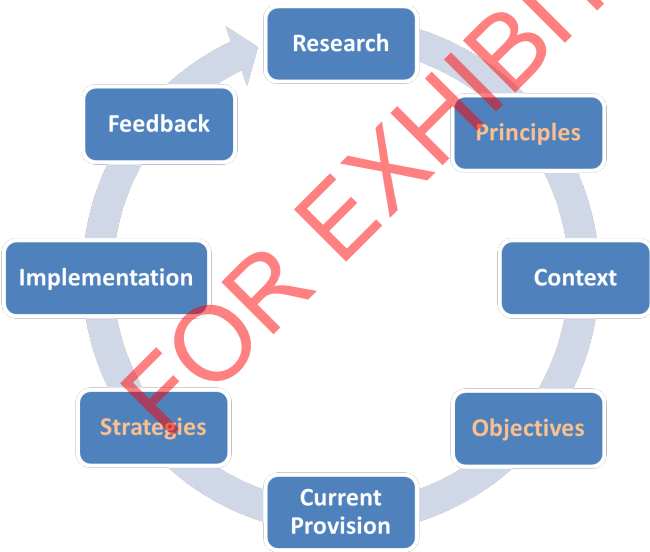 Research
Principles
Context
Objectives
Current
Provision
Strategies
Implementation
Feedback
FOR EXHIBIT